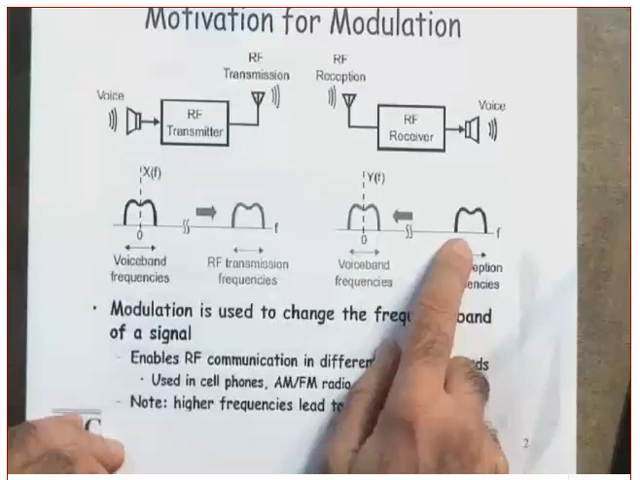 Motivation for Modulation
RF
Transmission
RF
Reception
Voice
RF
Transmitter
RF
Receiver
Voice
X(f)
Y(f)
0
f
0
f
Voiceband
frequencies
RF transmission
frequencies
Voiceband
frequencies
· Modulation is used to change the
of a signal
– Enables RF communication in
· Used in cell phones, AM/FM radio
– Note: higher frequencies lead
C
2